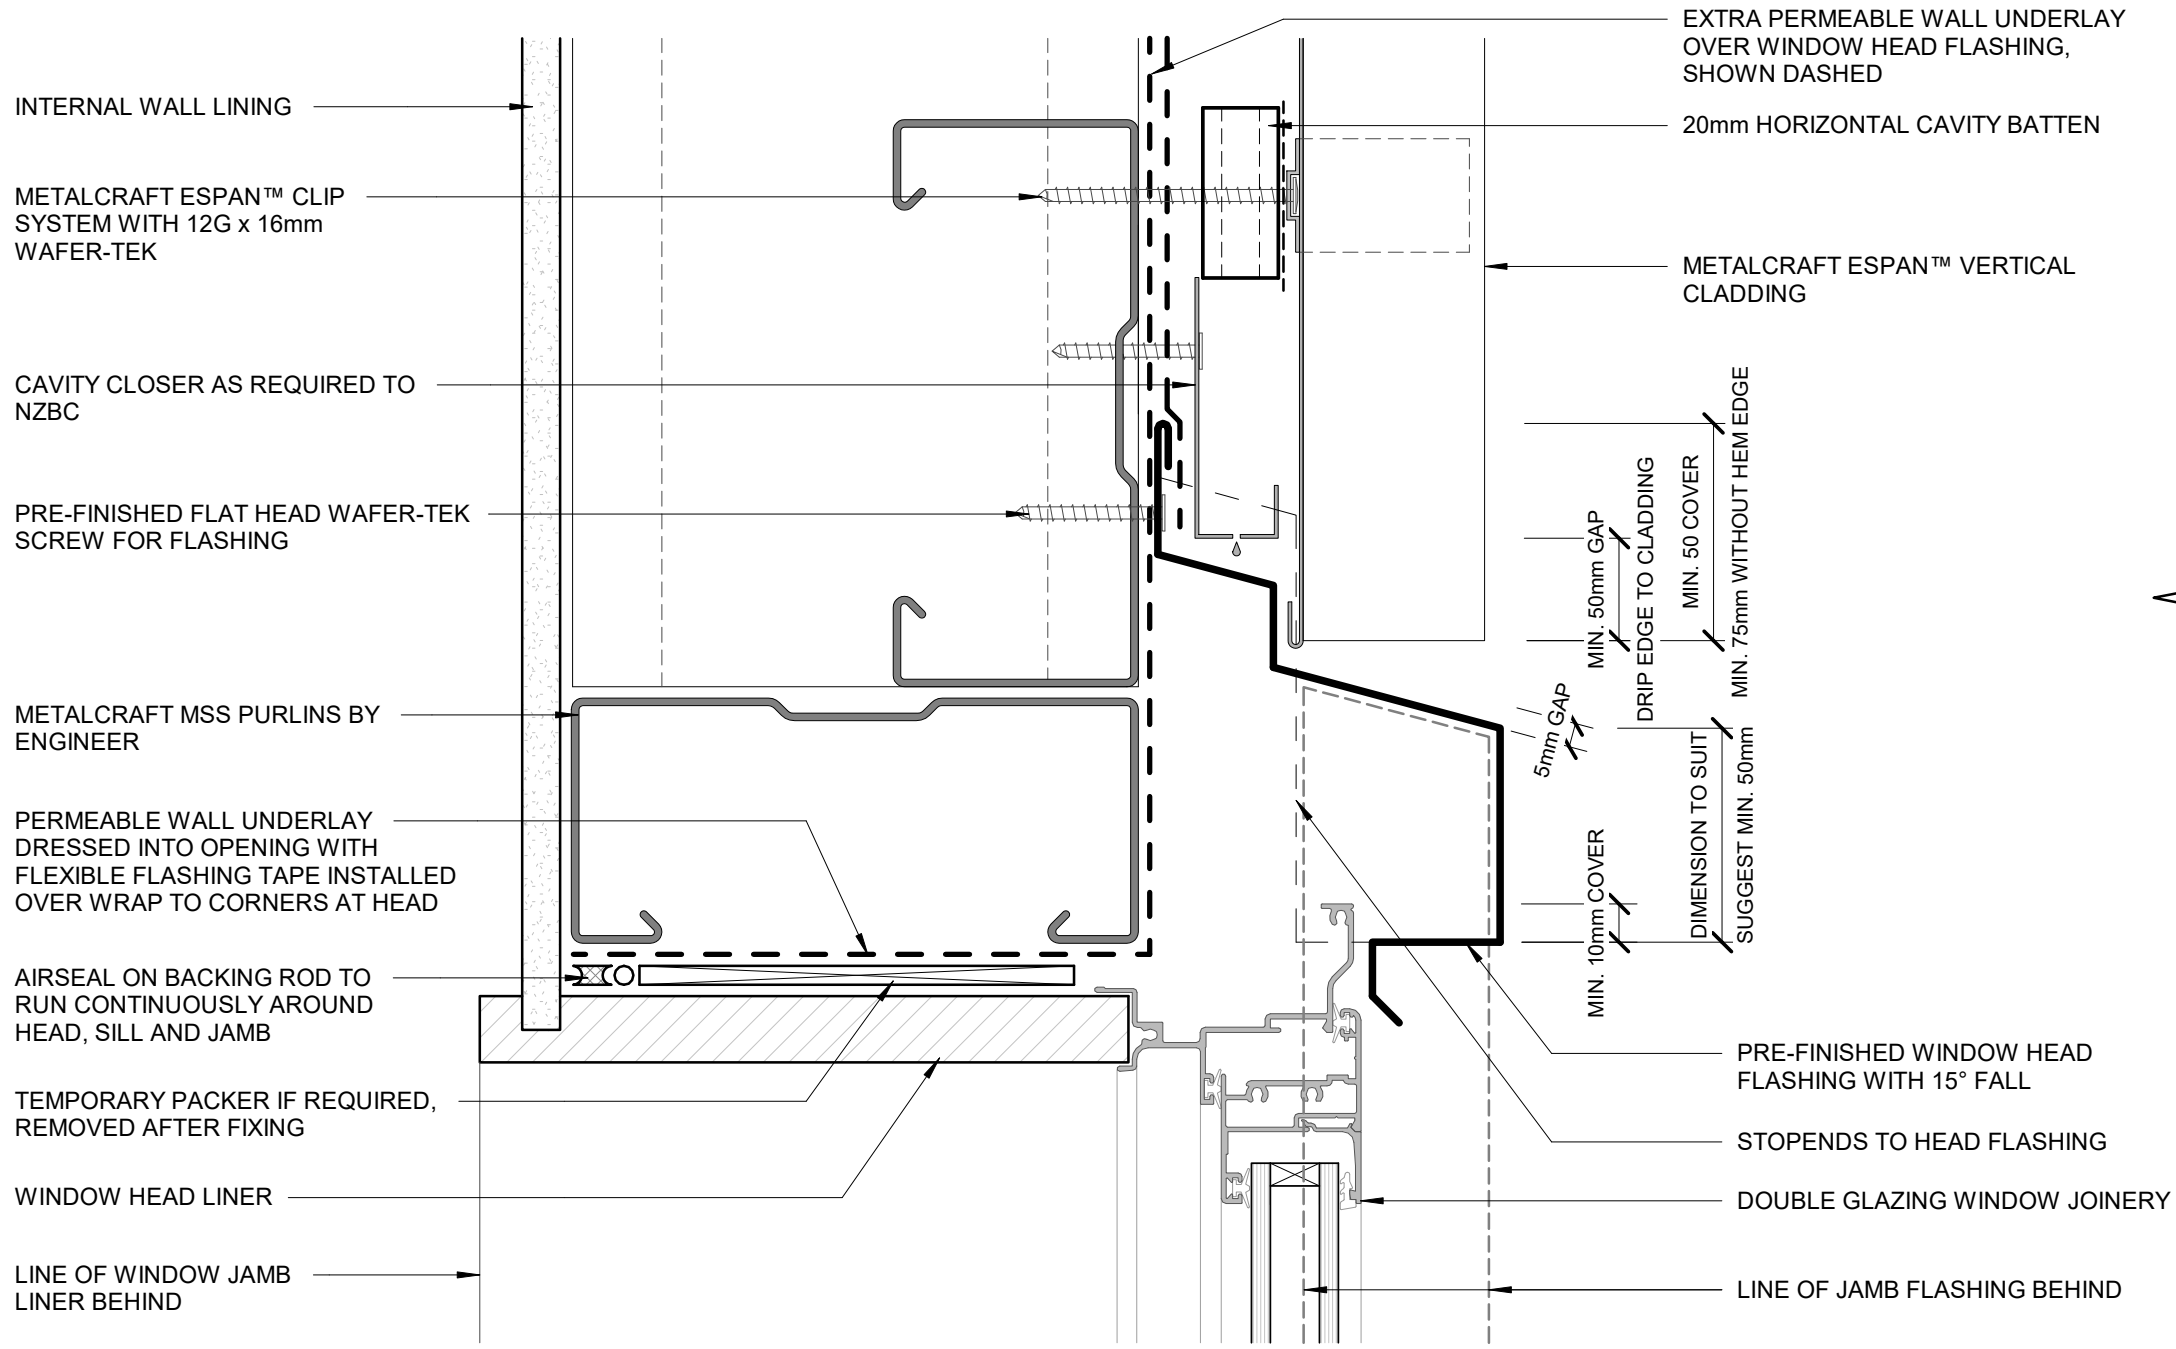 INTERNAL WALL LINING
METALCRAFT ESPAN™ CLIP
SYSTEM WITH 12G x 16mm
WAFER-TEK
CAVITY CLOSER AS REQUIRED TO
NZBC
PRE-FINISHED FLAT HEAD WAFER-TEK
SCREW FOR FLASHING
METALCRAFT MSS PURLINS BY
ENGINEER
PERMEABLE WALL UNDERLAY
DRESSED INTO OPENING WITH
FLEXIBLE FLASHING TAPE INSTALLED
OVER WRAP TO CORNERS AT HEAD
AIRSEAL ON BACKING ROD TO
RUN CONTINUOUSLY AROUND
HEAD, SILL AND JAMB
TEMPORARY PACKER IF REQUIRED,
REMOVED AFTER FIXING
WINDOW HEAD LINER
LINE OF WINDOW JAMB
LINER BEHIND
EXTRA PERMEABLE WALL UNDERLAY
OVER WINDOW HEAD FLASHING,
SHOWN DASHED
20mm HORIZONTAL CAVITY BATTEN
METALCRAFT ESPAN™ VERTICAL
CLADDING
MIN. 50mm GAP
DRIP EDGE TO CLADDING
MIN. 50 COVER
MIN. 75mm WITHOUT HEM EDGE
5mm GAP
MIN. 10mm COVER
DIMENSION TO SUIT
SUGGEST MIN. 50mm
PRE-FINISHED WINDOW HEAD
FLASHING WITH 15° FALL
STOPENDS TO HEAD FLASHING
DOUBLE GLAZING WINDOW JOINERY
LINE OF JAMB FLASHING BEHIND